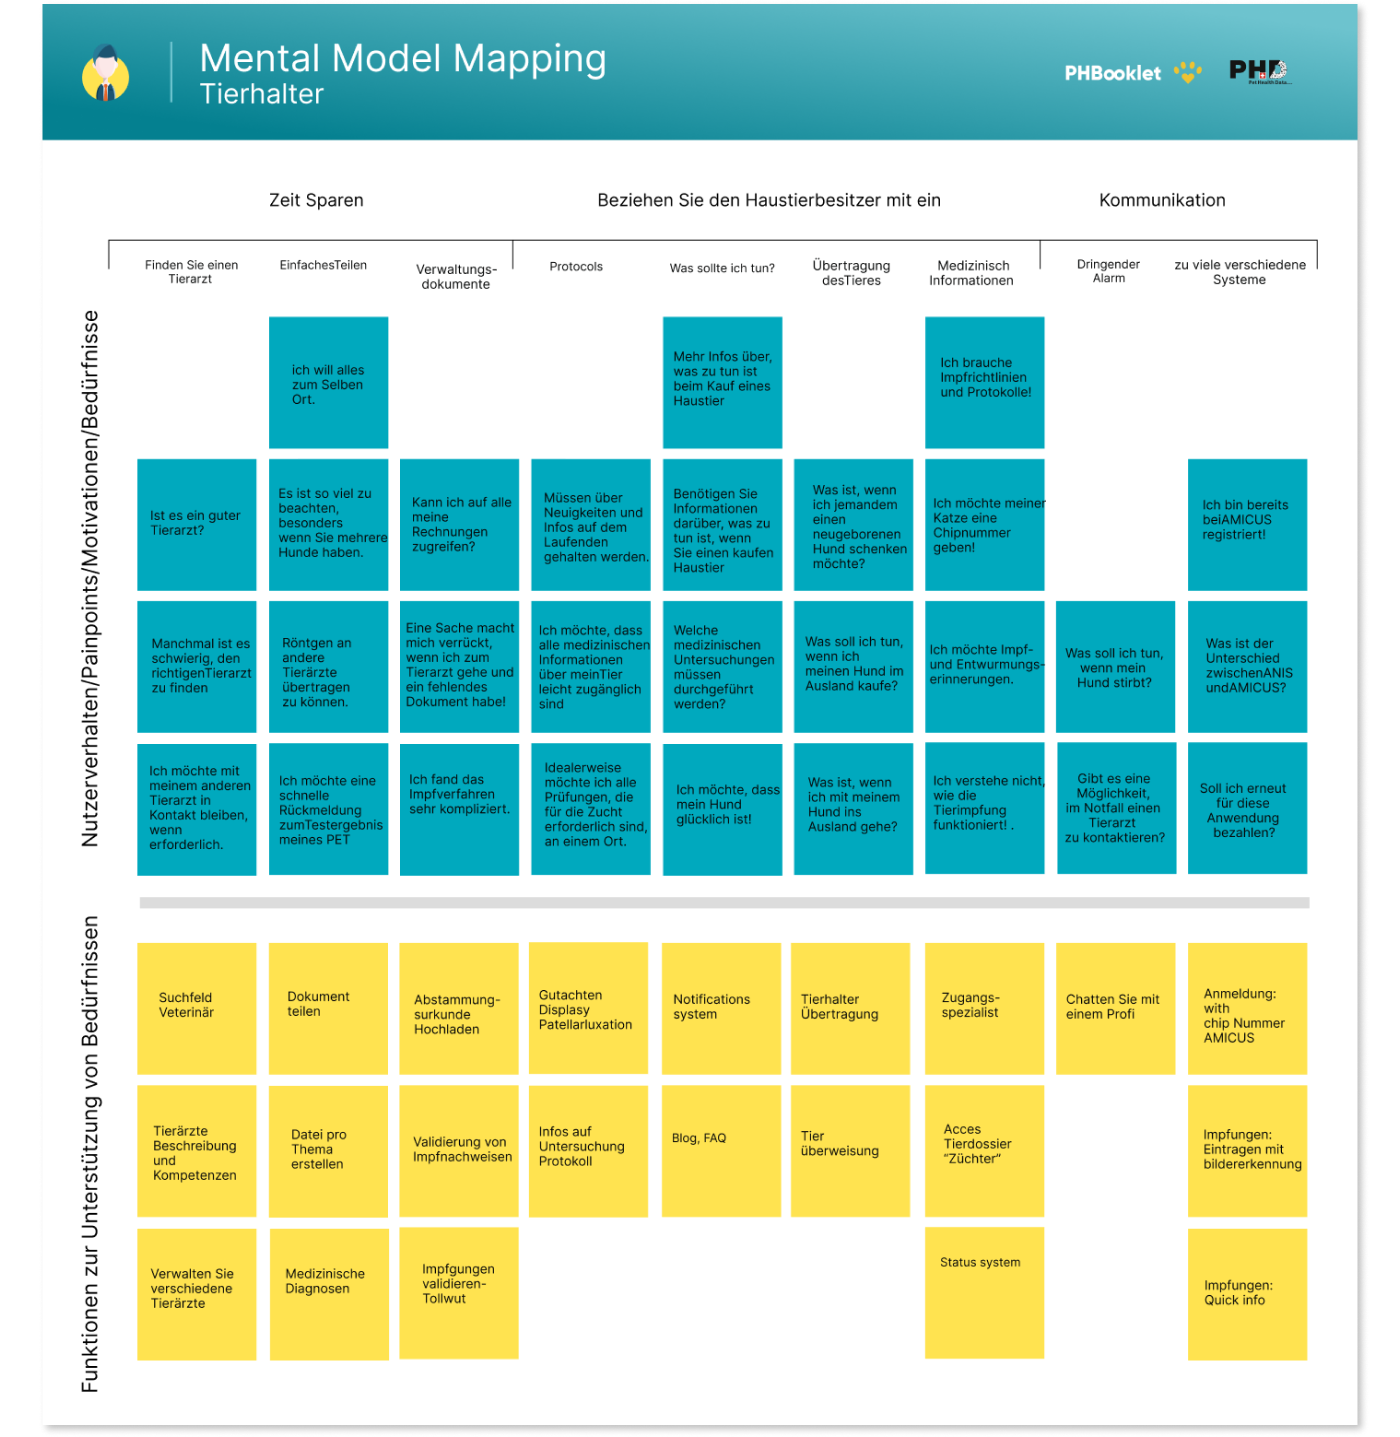 Mental Model Mapping
Tierhalter
PHBooklet
PHD
Pet Health Data...
Zeit Sparen
Beziehen Sie den Haustierbesitzer mit ein
Kommunikation
Finden Sie einen
Tierarzt
EinfachesTeilen
Verwaltungs-
dokumente
Protocols
Was sollte ich tun?
Übertragung
desTieres
Medizinisch
Informationen
Dringender
Alarm
zu viele verschiedene
Systeme
Nutzerverhalten/Painpoints/Motivationen/Bedürfnisse
ich will alles
zum Selben
Ort.
Mehr Infos über,
was zu tun ist
beim Kauf eines
Haustier
Ich brauche
Impfrichtlinien
und Protokolle!
Ist es ein guter
Tierarzt?
Es ist so viel zu
beachten,
besonders
wenn Sie mehrere
Hunde haben.
Kann ich auf alle
meine
Rechnungen
zugreifen?
Müssen über
Neuigkeiten und
Infos auf dem
Laufenden
gehalten werden.
Benötigen Sie
Informationen
darüber, was zu
tun ist, wenn
Sie einen kaufen
Haustier
Was ist, wenn
ich jemandem
einen
neugeborenen
Hund schenken
möchte?
Ich möchte meiner
Katze eine
Chipnummer
geben!
Ich bin bereits
beiAMICUS
registriert!
Manchmal ist es
schwierig, den
richtigenTierarzt
zu finden
Röntgen an
andere
Tierärzte
übertragen
zu können.
Eine Sache macht
mich verrückt,
wenn ich zum
Tierarzt gehe und
ein fehlendes
Dokument habe!
Ich möchte, dass
alle medizinischen
Informationen
über meinTier
leicht zugänglich
sind
Welche
medizinischen
Untersuchungen
müssen
durchgeführt
werden?
Was soll ich tun,
wenn ich
meinen Hund im
Ausland kaufe?
Ich möchte Impf-
und Entwurmungs-
erinnerungen.
Was soll ich tun,
wenn mein
Hund stirbt?
Was ist der
Unterschied
zwischenANIS
undAMICUS?
Ich möchte mit
meinem anderen
Tierarzt in
Kontakt bleiben,
wenn
erforderlich.
Ich möchte eine
schnelle
Rückmeldung
zumTestergebnis
meines PET
Ich fand das
Impfverfahren
sehr kompliziert.
Idealerweise
möchte ich alle
Prüfungen, die
für die Zucht
erforderlich sind,
an einem Ort.
Ich möchte, dass
mein Hund
glücklich ist!
Was ist, wenn
ich mit meinem
Hund ins
Ausland gehe?
Ich verstehe nicht,
wie die
Tierimpfung
funktioniert! .
Gibt es eine
Möglichkeit,
im Notfall einen
Tierarzt
zu kontaktieren?
Soll ich erneut
für diese
Anwendung
bezahlen?
Funktionen zur Unterstützung von Bedürfnissen
Suchfeld
Veterinär
Dokument
teilen
Abstammung-
surkunde
Hochladen
Gutachten
Displasy
Patellarluxation
Notifications
system
Tierhalter
Übertragung
Zugangs-
spezialist
Chatten Sie mit
einem Profi
Anmeldung:
with
chip Nummer
AMICUS
Tierärzte
Beschreibung
und
Kompetenzen
Datei pro
Thema
erstellen
Validierung von
Impfnachweisen
Infos auf
Untersuchung
Protokoll
Blog, FAQ
Tier
überweisung
Acces
Tierdossier
“Züchter”
Impfungen:
Eintragen mit
bildererkennung
Verwalten Sie
verschiedene
Tierärzte
Medizinische
Diagnosen
Impfgungen
validieren-
Tollwut
Status system
Impfungen:
Quick info